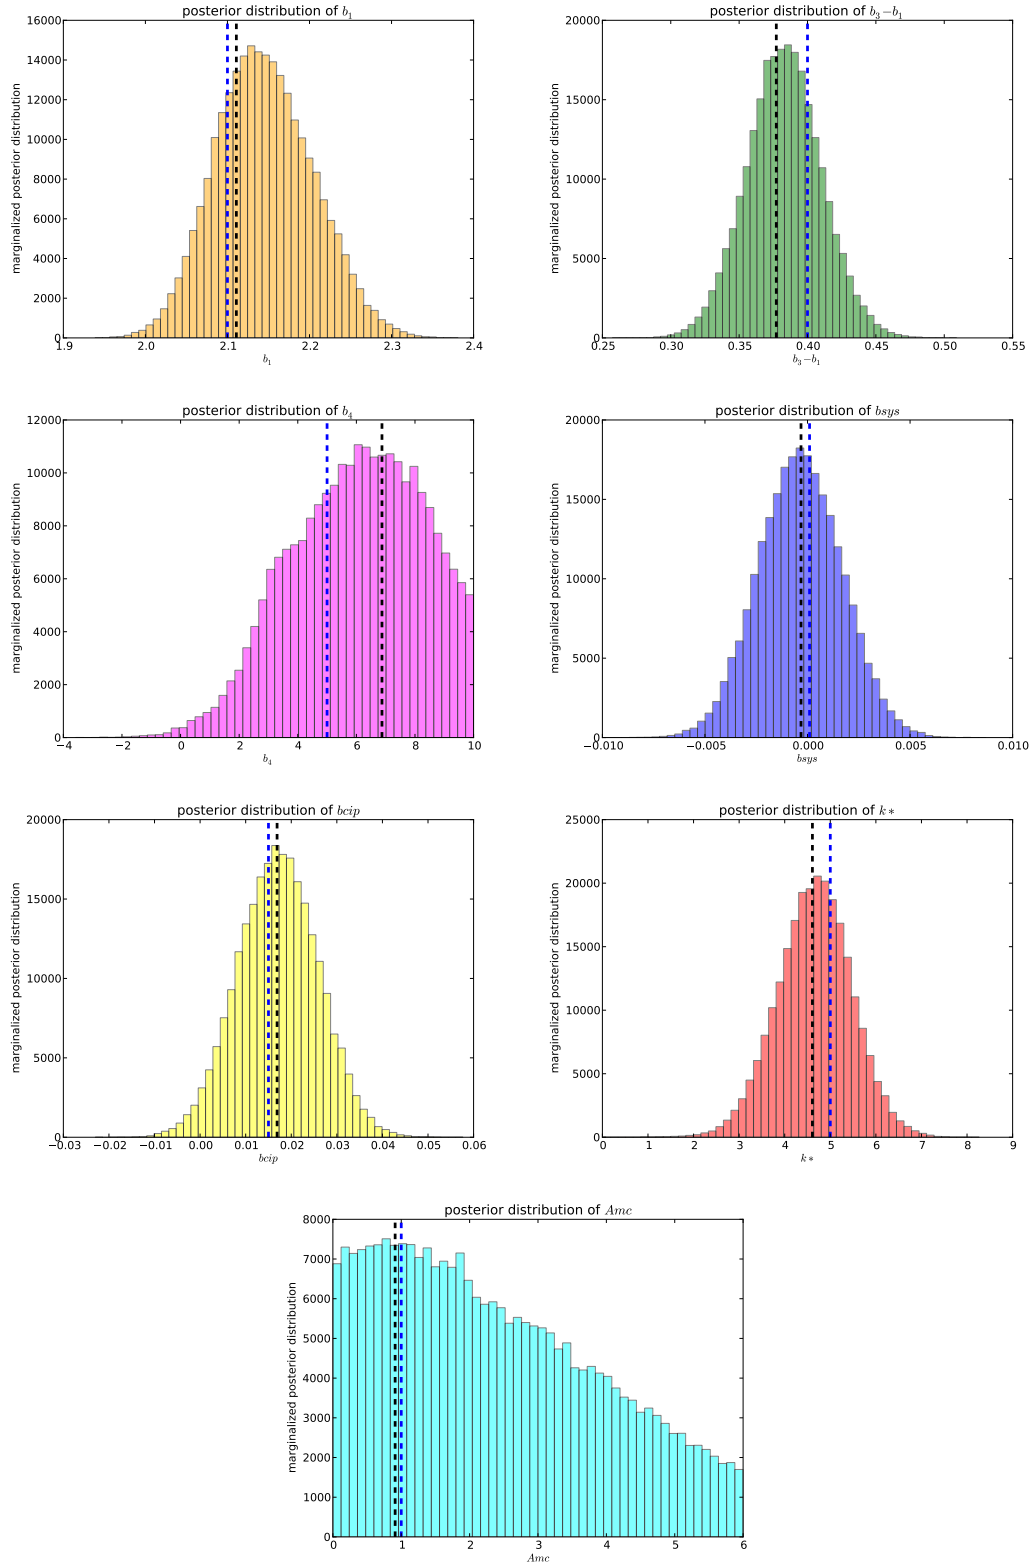 posterior distribution of b1
marginalized posterior distribution
16000
14000
12000
10000
8000
6000
4000
2000
0
1.9 2.0 2.1 2.2 2.3 2.4
b1
posterior distribution of b3−b1
marginalized posterior distribution
20000
15000
10000
5000
0
0.25 0.30 0.35 0.40 0.45 0.50 0.55
b3−b1
posterior distribution of b4
marginalized posterior distribution
12000
10000
8000
6000
4000
2000
0
−4 −2 0 2 4 6 8 10
b4
posterior distribution of bsys
marginalized posterior distribution
20000
15000
10000
5000
0
−0.010 −0.005 0.000 0.005 0.010
bsys
posterior distribution of bcip
marginalized posterior distribution
20000
15000
10000
5000
0
−0.03 −0.02 −0.01 0.00 0.01 0.02 0.03 0.04 0.05 0.06
bcip
posterior distribution of k∗
marginalized posterior distribution
25000
20000
15000
10000
5000
0
0 1 2 3 4 5 6 7 8 9
k∗
posterior distribution of Amc
marginalized posterior distribution
8000
7000
6000
5000
4000
3000
2000
1000
0
0 1 2 3 4 5 6
Amc